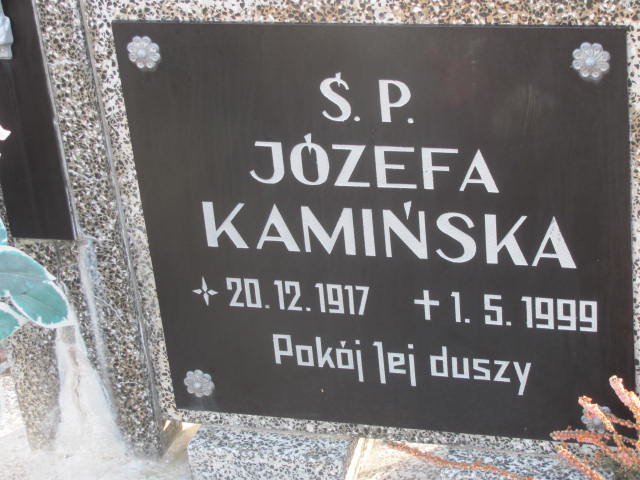 Ś. P.
JÓZEFA
KAMIŃSKA
20.12.1917 1.5.1999
Pokój Jej duszy